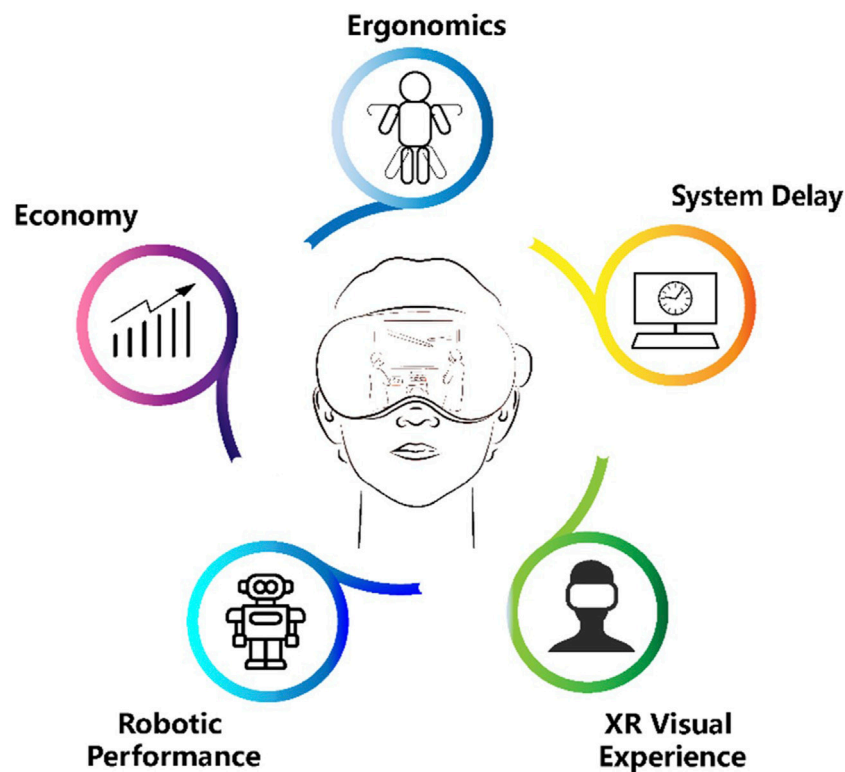 Ergonomics
System Delay
Economy
Robotic
Performance
XR Visual
Experience